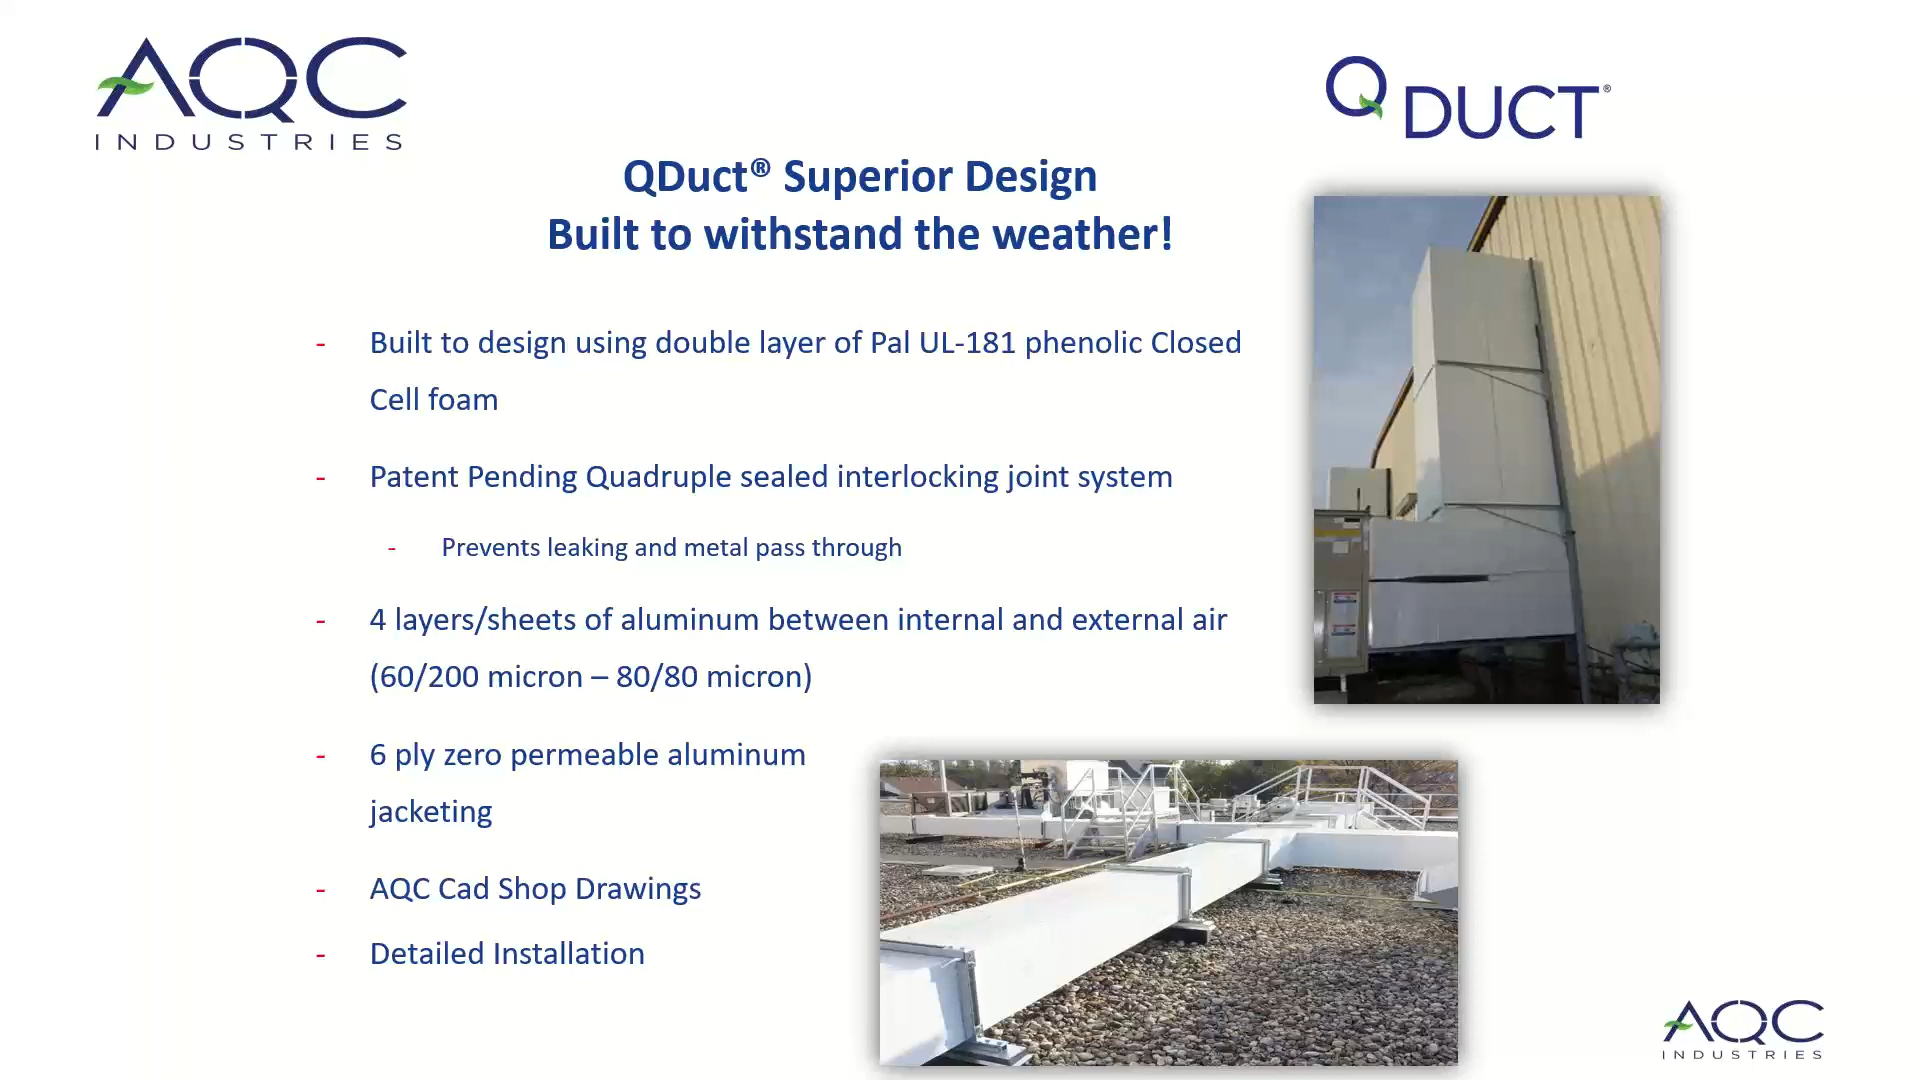 AQC
INDUSTRIES
Q DUCT®
QDuct® Superior Design
Built to withstand the weather!
- Built to design using double layer of Pal UL-181 phenolic Closed
Cell foam
- Patent Pending Quadruple sealed interlocking joint system
- Prevents leaking and metal pass through
- 4 layers/sheets of aluminum between internal and external air
(60/200 micron – 80/80 micron)
- 6 ply zero permeable aluminum
jacketing
- AQC Cad Shop Drawings
- Detailed Installation
AQC
INDUSTRIES